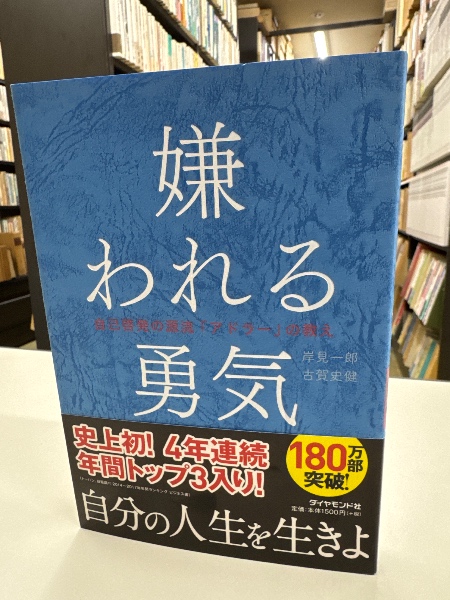 嫌
われる
自己啓発の源流「アドラー」の教え
岸見一郎
古賀史健
勇気
史上初! 4年連続
年間トップ3入り!
180万部
突破!
ダイヤモンド社
定価:本体1500円(+税)
自分の人生を生きよ